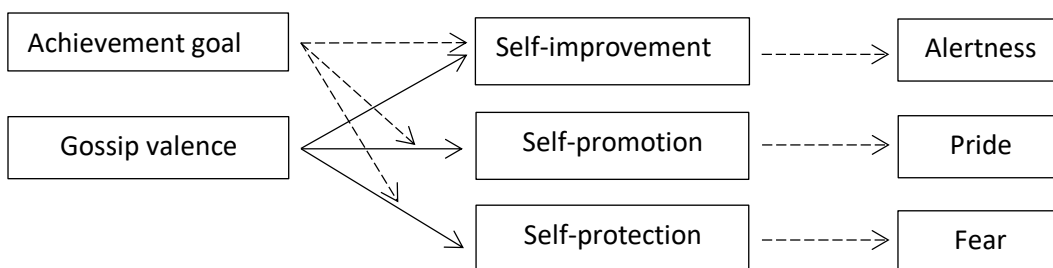 Achievement goal
Self-improvement
Alertness
Gossip valence
Self-promotion
Pride
Self-protection
Fear